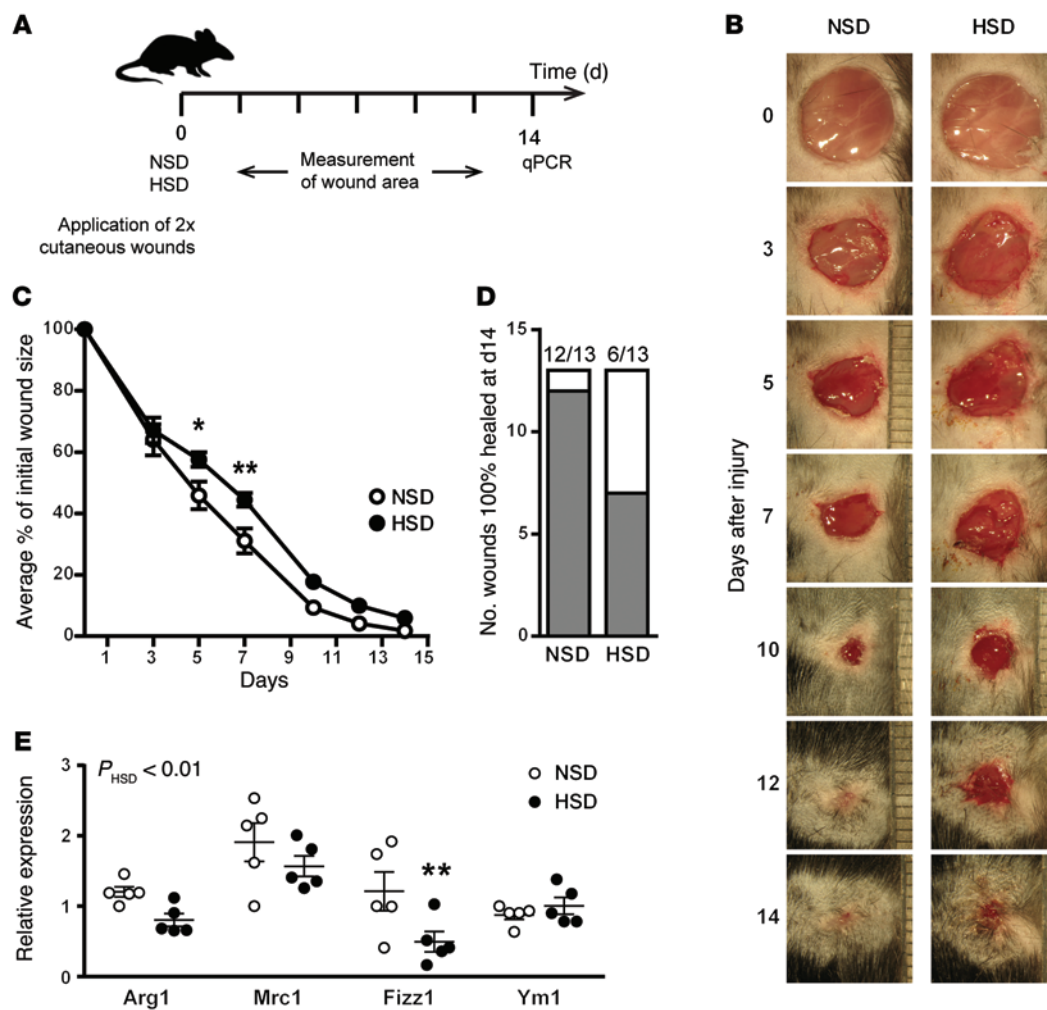 A
Time (d)
0
14
NSD
HSD
Measurement
of wound area
qPCR
Application of 2x
cutaneous wounds
B
NSD
HSD
Days after injury
0
3
5
7
10
12
14
C
Average % of initial wound size
100
80
60
40
20
0
*
**
NSD
HSD
1
3
5
7
9
11
13
15
Days
D
No. wounds 100% healed at d14
15
10
5
0
12/13
6/13
NSD
HSD
E
Relative expression
3
2
1
0
P HSD < 0.01
NSD
HSD
**
Arg1
Mrc1
Fizz1
Ym1